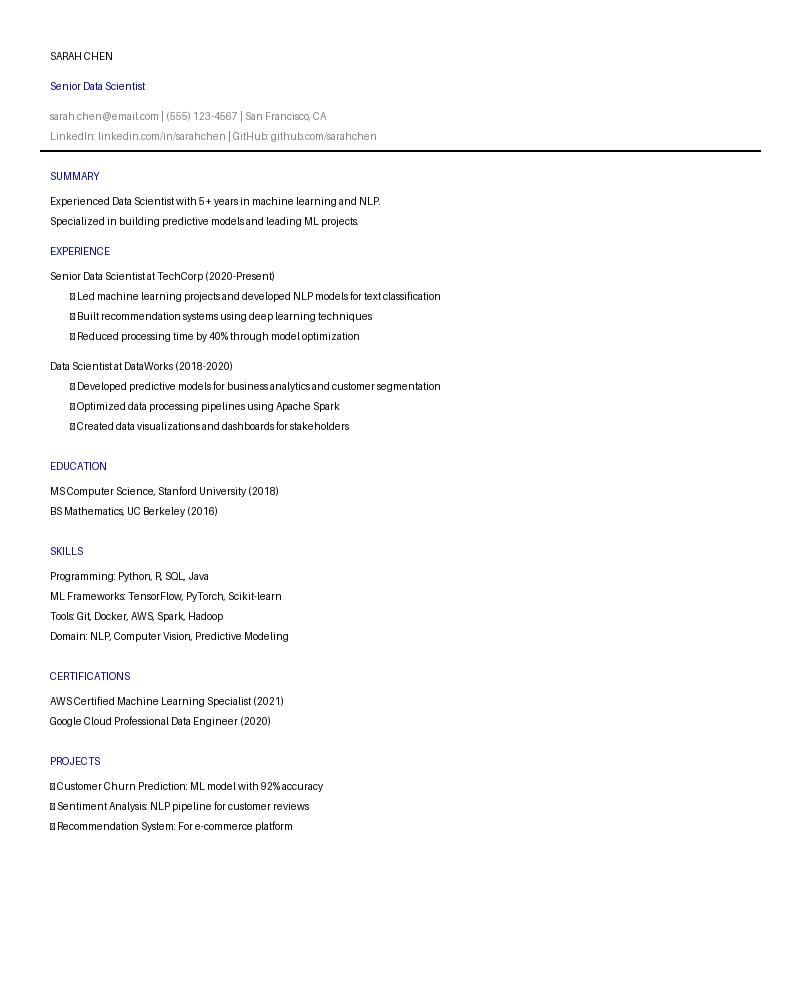 SARAH CHEN
Senior Data Scientist
sarah.chen@email.com | (555) 123-4567 | San Francisco, CA
LinkedIn: linkedin.com/in/sarahchen | GitHub: github.com/sarahchen
SUMMARY
Experienced Data Scientist with 5+ years in machine learning and NLP.
Specialized in building predictive models and leading ML projects.
EXPERIENCE
Senior Data Scientist at TechCorp (2020-Present)
▯ Led machine learning projects and developed NLP models for text classification
▯ Built recommendation systems using deep learning techniques
▯ Reduced processing time by 40% through model optimization
Data Scientist at DataWorks (2018-2020)
▯ Developed predictive models for business analytics and customer segmentation
▯ Optimized data processing pipelines using Apache Spark
▯ Created data visualizations and dashboards for stakeholders
EDUCATION
MS Computer Science, Stanford University (2018)
BS Mathematics, UC Berkeley (2016)
SKILLS
Programming: Python, R, SQL, Java
ML Frameworks: TensorFlow, PyTorch, Scikit-learn
Tools: Git, Docker, AWS, Spark, Hadoop
Domain: NLP, Computer Vision, Predictive Modeling
CERTIFICATIONS
AWS Certified Machine Learning Specialist (2021)
Google Cloud Professional Data Engineer (2020)
PROJECTS
▯ Customer Churn Prediction: ML model with 92% accuracy
▯ Sentiment Analysis: NLP pipeline for customer reviews
▯ Recommendation System: For e-commerce platform